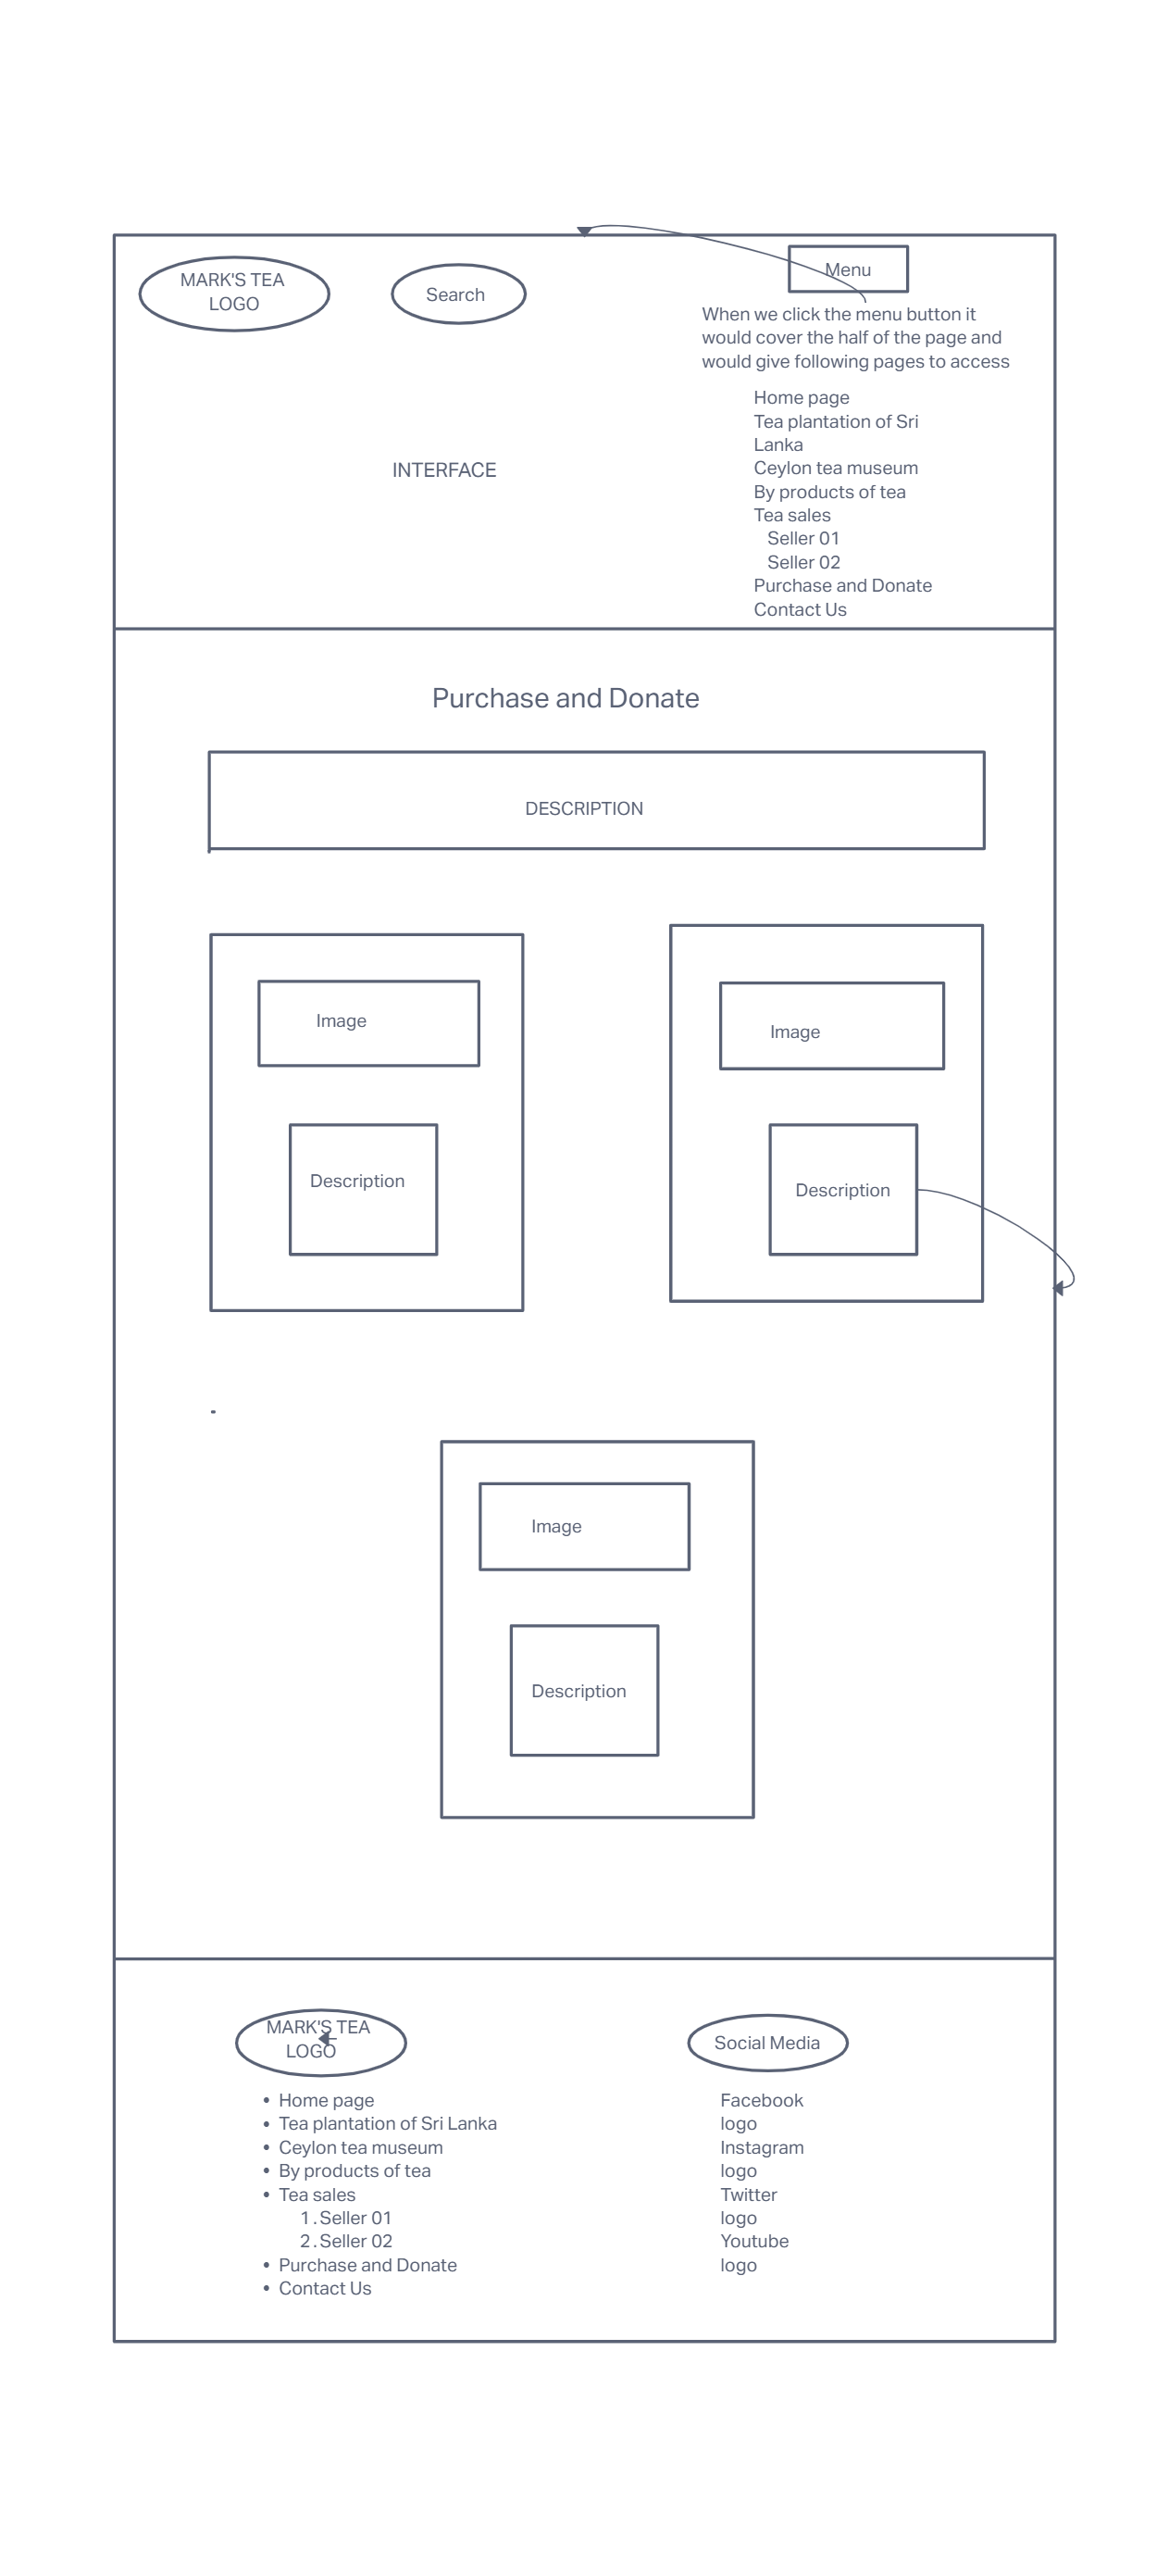 MARK'S TEA
LOGO
Search
Menu
When we click the menu button it
would cover the half of the page and
would give following pages to access
Home page
Tea plantation of Sri
Lanka
Ceylon tea museum
By products of tea
Tea sales
Seller 01
Seller 02
Purchase and Donate
Contact Us
INTERFACE
Purchase and Donate
DESCRIPTION
Image
Description
Image
Description
Image
Description
MARK'S TEA
LOGO
• Home page
• Tea plantation of Sri Lanka
• Ceylon tea museum
• By products of tea
• Tea sales
1. Seller 01
2. Seller 02
• Purchase and Donate
• Contact Us
Social Media
Facebook
logo
Instagram
logo
Twitter
logo
Youtube
logo